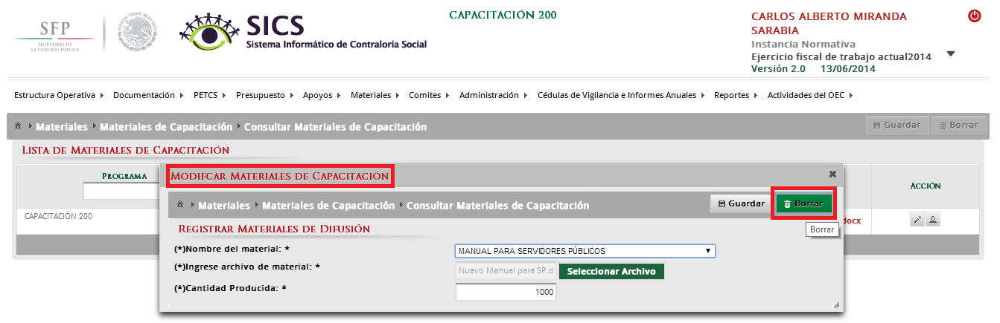 SFP
SECRETARÍA DE
LA FUNCIÓN PÚBLICA
ESTADOS UNIDOS MEXICANOS
SICS
Sistema Informático de Contraloría Social
CAPACITACIÓN 200
CARLOS ALBERTO MIRANDA
SARABIA
Instancia Normativa
Ejercicio fiscal de trabajo actual2014
Versión 2.0 13/06/2014
Estructura Operativa Documentación PETCS Presupuesto Apoyos Materiales Comites Administración Cédulas de Vigilancia e Informes Anuales Reportes Actividades del OEC
Materiales Materiales de Capacitación Consultar Materiales de Capacitación Guardar Borrar
Lista de Materiales de Capacitación
Programa
Acción
CAPACITACIÓN 200
docx
Modifcar Materiales de Capacitación
Materiales Materiales de Capacitación Consultar Materiales de Capacitación Guardar Borrar
Borrar
Registrar Materiales de Difusión
(*)Nombre del material: * MANUAL PARA SERVIDORES PÚBLICOS
(*)Ingrese archivo de material: * Nuevo Manual para SP.d Seleccionar Archivo
(*)Cantidad Producida: * 1000